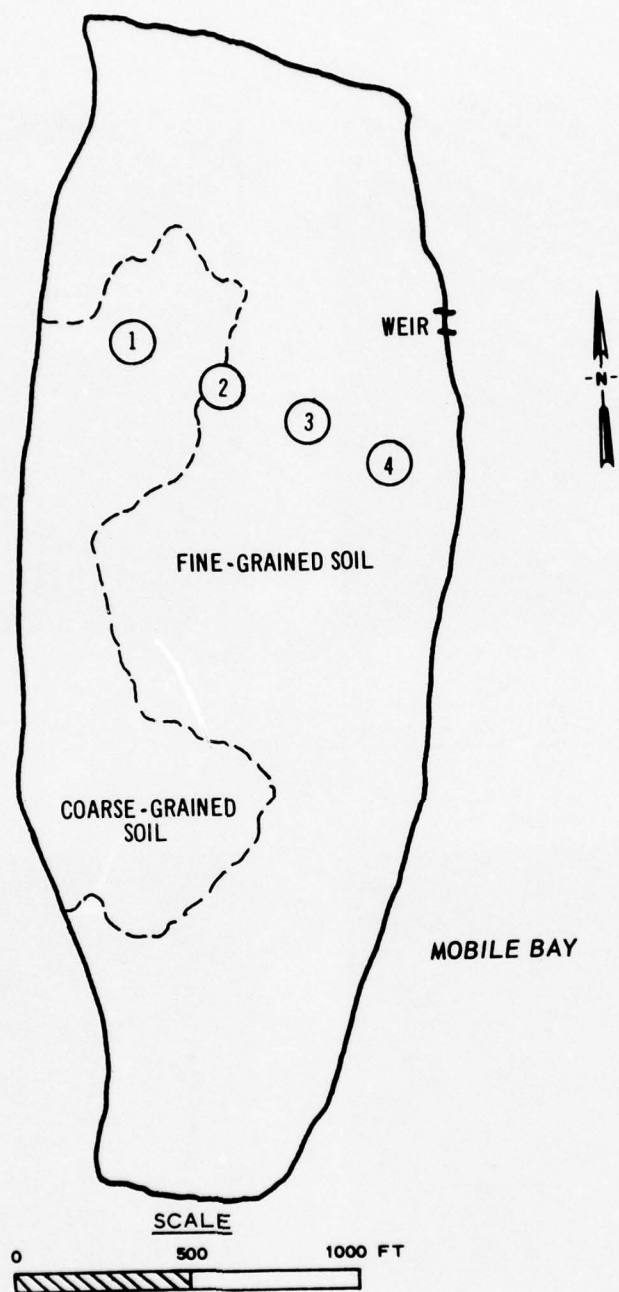 WEIR
-N-
1
2
3
4
FINE-GRAINED SOIL
COARSE-GRAINED
SOIL
MOBILE BAY
SCALE
0 500 1000 FT